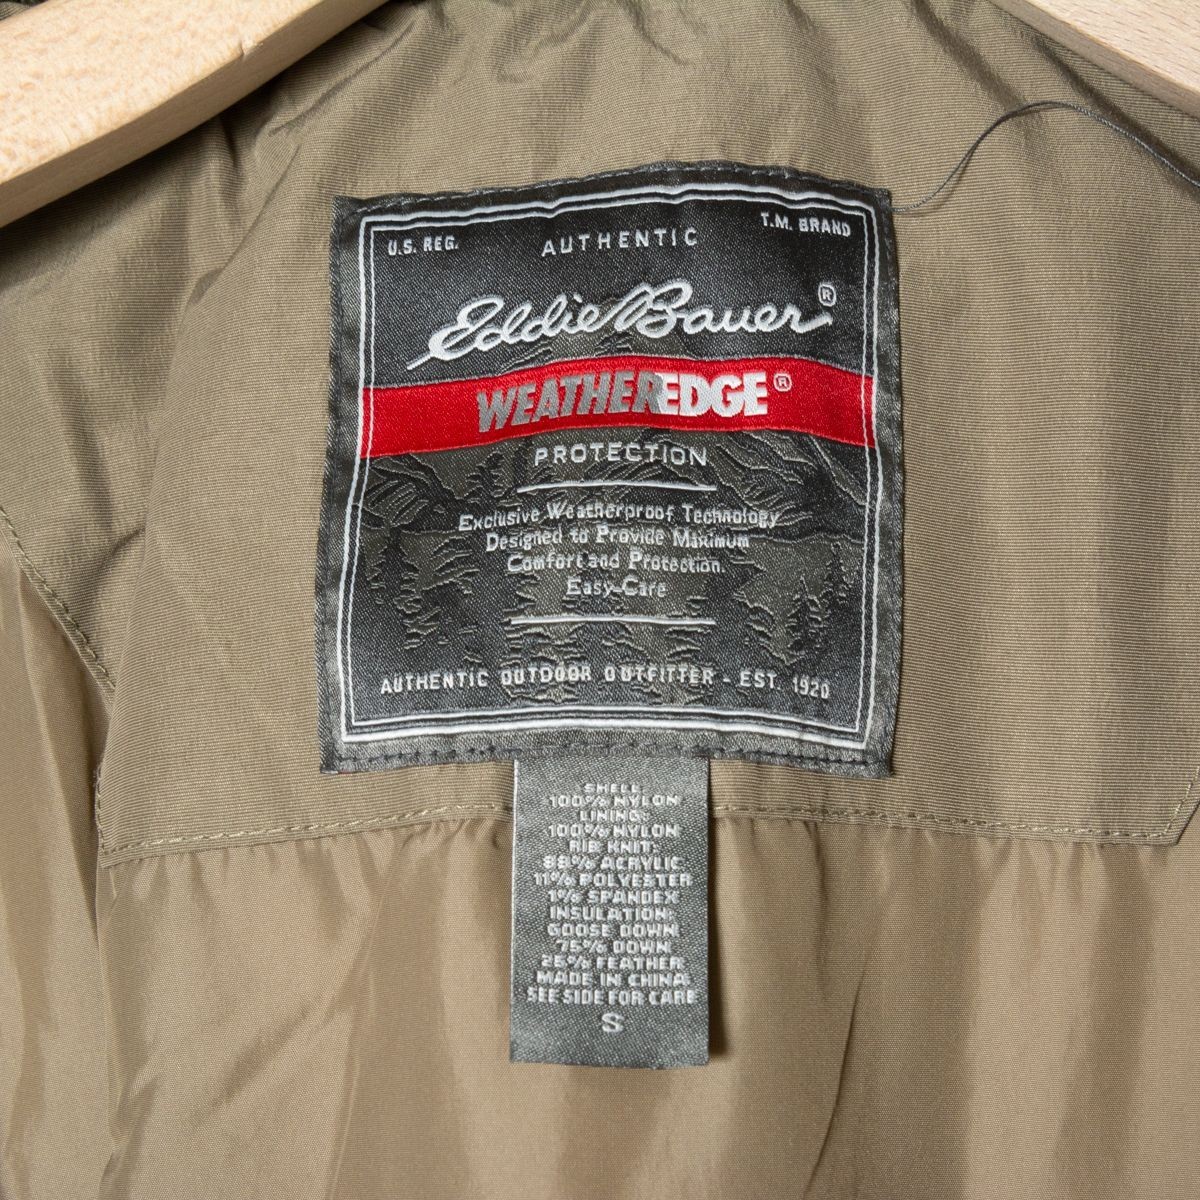 U.S. REG.
AUTHENTIC
T.M. BRAND
Eddie Bauer®
WEATHEREDGE®
PROTECTION
Exclusive Weatherproof Technology
Designed to Provide Maximum
Comfort and Protection.
Easy-Care
AUTHENTIC OUTDOOR OUTFITTER - EST. 1920
SHELL:
100% NYLON
LINING:
100% NYLON
RIB KNIT:
88% ACRYLIC
11% POLYESTER
1% SPANDEX
INSULATION:
GOOSE DOWN
75% DOWN
25% FEATHER
MADE IN CHINA
SEE SIDE FOR CARE
S